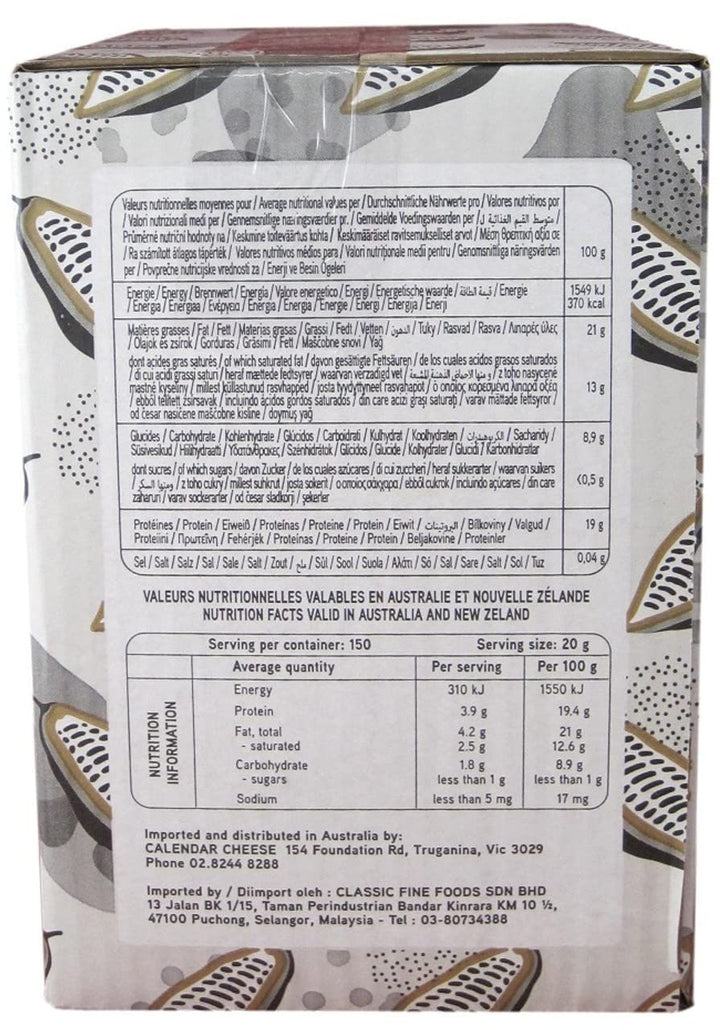 Valeurs nutritionnelles moyennes pour / Average nutritional values per / Durchschnittliche Nährwerte pro / Valores nutritivos por
/ Valori nutrizionali medi per / Gennemsnitlige næringsværdier pr. / Gemiddelde Voedingswaarden per / متوسط القيم الغذائية ل /
Průměrné nutriční hodnoty na / Keskmine toiteväärtus kohta / Keskimääräiset ravitsemukselliset arvot / Μέση θρεπτική αξία σε
/ Ra számított átlagos tápérték / Valores nutritivos médios para / Valori nutriționale medii pentru / Genomsnittliga näringsvärden
/ per / Povprečne nutricijske vrednosti za / Enerji ve Besin Ögeleri
100 g
Energie / Energy / Brennwert / Energía / Valore energetico / Energi / Energetische waarde / قيمة الطاقة / Energie
/ Energia / Energiaa / Ενέργεια / Energia / Energia / Energie / Energi / Energija / Enerji
1549 kJ
370 kcal
Matières grasses / Fat / Fett / Materias grasas / Grassi / Fedt / Vetten / الدهون / Tuky / Rasvad / Rasva / Λιπαρές ύλες
/ Olajok és zsírok / Gorduras / Grăsimi / Fett / Maščobne snovi / Yağ
21 g
dont acides gras saturés / of which saturated fat / davon gesättigte Fettsäuren / de los cuales acidos grasos saturados
/ di cui acidi grassi saturi / heraf mættede fedtsyrer / waarvan verzadigd vet / ومنها الاحماض الدهنية المشبعة / z toho nasycené
mastné kyseliny / millest küllastunud rasvhapped / josta tyydyttyneet rasvahapot / ο οποίος κορεσμένα λιπαρά οξέα
/ ebből telített zsírsavak / incluindo ácidos gordos saturados / din care acizi grași saturați / varav mättade fettsyror /
od česar nasičene maščobne kisline / doymuş yağ
13 g
Glucides / Carbohydrate / Kohlenhydrate / Glúcidos / Carboidrati / Kulhydrat / Koolhydraten / الكربوهيدرات / Sacharidy /
Süsivesikud / Hiilihydraatti / Υδατάνθρακες / Szénhidrátok / Glícidos / Glucide / Kolhydrater / Glucidi / Karbonhidratlar
8,9 g
dont sucres / of which sugars / davon Zucker / de los cuales azúcares / di cui zuccheri / heraf sukkerarter / waarvan suikers
/ ومنها السكر / z toho cukry / millest suhkrut / josta sokerit / ο οποίος σάκχαρα / ebből cukrok / incluindo açúcares / din care
zaharuri / varav sockerarter / od česar sladkorji / şekerler
<0,5 g
Protéines / Protein / Eiweiß / Proteínas / Proteine / Protein / Eiwit / البروتينات / Bílkoviny / Valgud /
Proteiini / Πρωτεΐνη / Fehérjék / Proteínas / Proteine / Protein / Beljakovine / Proteinler
19 g
Sel / Salt / Salz / Sal / Sale / Salt / Zout / ملح / Sůl / Sool / Suola / Αλάτι / Só / Sal / Sare / Salt / Sol / Tuz
0,04 g
VALEURS NUTRITIONNELLES VALABLES EN AUSTRALIE ET NOUVELLE ZÉLANDE
NUTRITION FACTS VALID IN AUSTRALIA AND NEW ZELAND
Serving per container: 150 Serving size: 20 g
Average quantity Per serving Per 100 g
NUTRITION
INFORMATION
Energy 310 kJ 1550 kJ
Protein 3.9 g 19.4 g
Fat, total 4.2 g 21 g
- saturated 2.5 g 12.6 g
Carbohydrate 1.8 g 8.9 g
- sugars less than 1 g less than 1 g
Sodium less than 5 mg 17 mg
Imported and distributed in Australia by:
CALENDAR CHEESE 154 Foundation Rd, Truganina, Vic 3029
Phone 02.8244 8288
Imported by / Diimport oleh : CLASSIC FINE FOODS SDN BHD
13 Jalan BK 1/15, Taman Perindustrian Bandar Kinrara KM 10 ½,
47100 Puchong, Selangor, Malaysia - Tel : 03-80734388